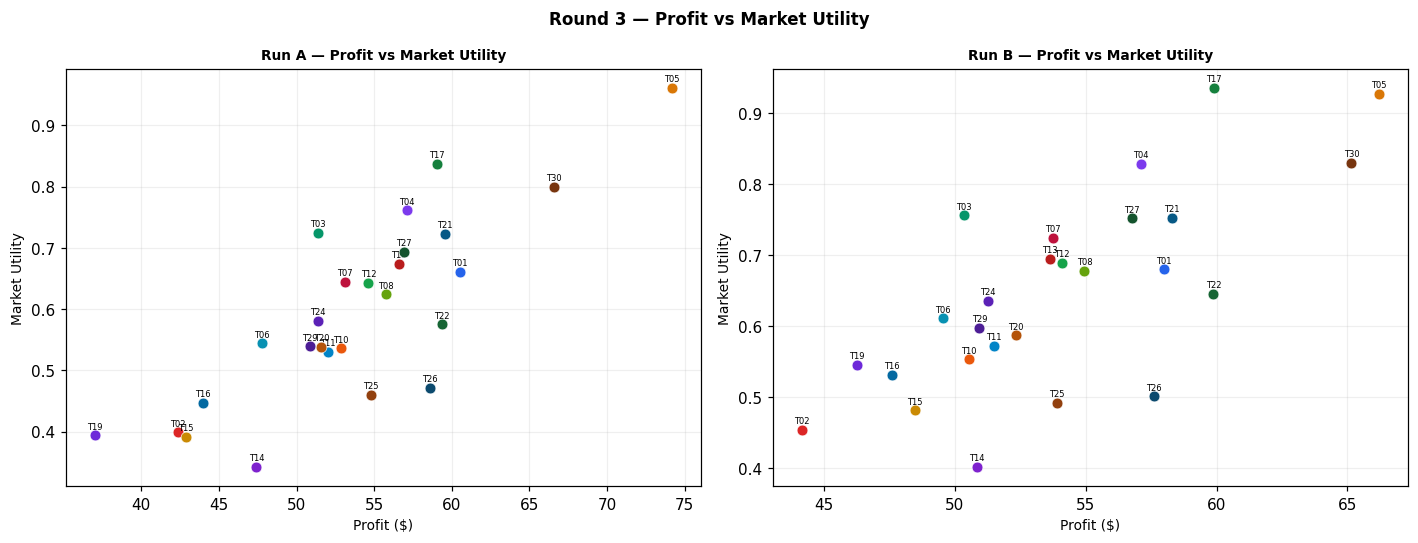 Round 3 — Profit vs Market Utility
Run A — Profit vs Market Utility
Market Utility
0.9
0.8
0.7
0.6
0.5
0.4
T05
T17
T30
T04
T03
T21
T27
T01
T07
T12
T08
T24
T22
T06
T29
T10
T26
T25
T16
T19
T15
T14
40
45
50
55
60
65
70
75
Profit ($)
Run B — Profit vs Market Utility
Market Utility
0.9
0.8
0.7
0.6
0.5
0.4
T17
T05
T04
T30
T03
T27
T21
T07
T13
T12
T08
T01
T22
T24
T06
T29
T20
T11
T10
T19
T16
T26
T25
T15
T02
T14
45
50
55
60
65
Profit ($)